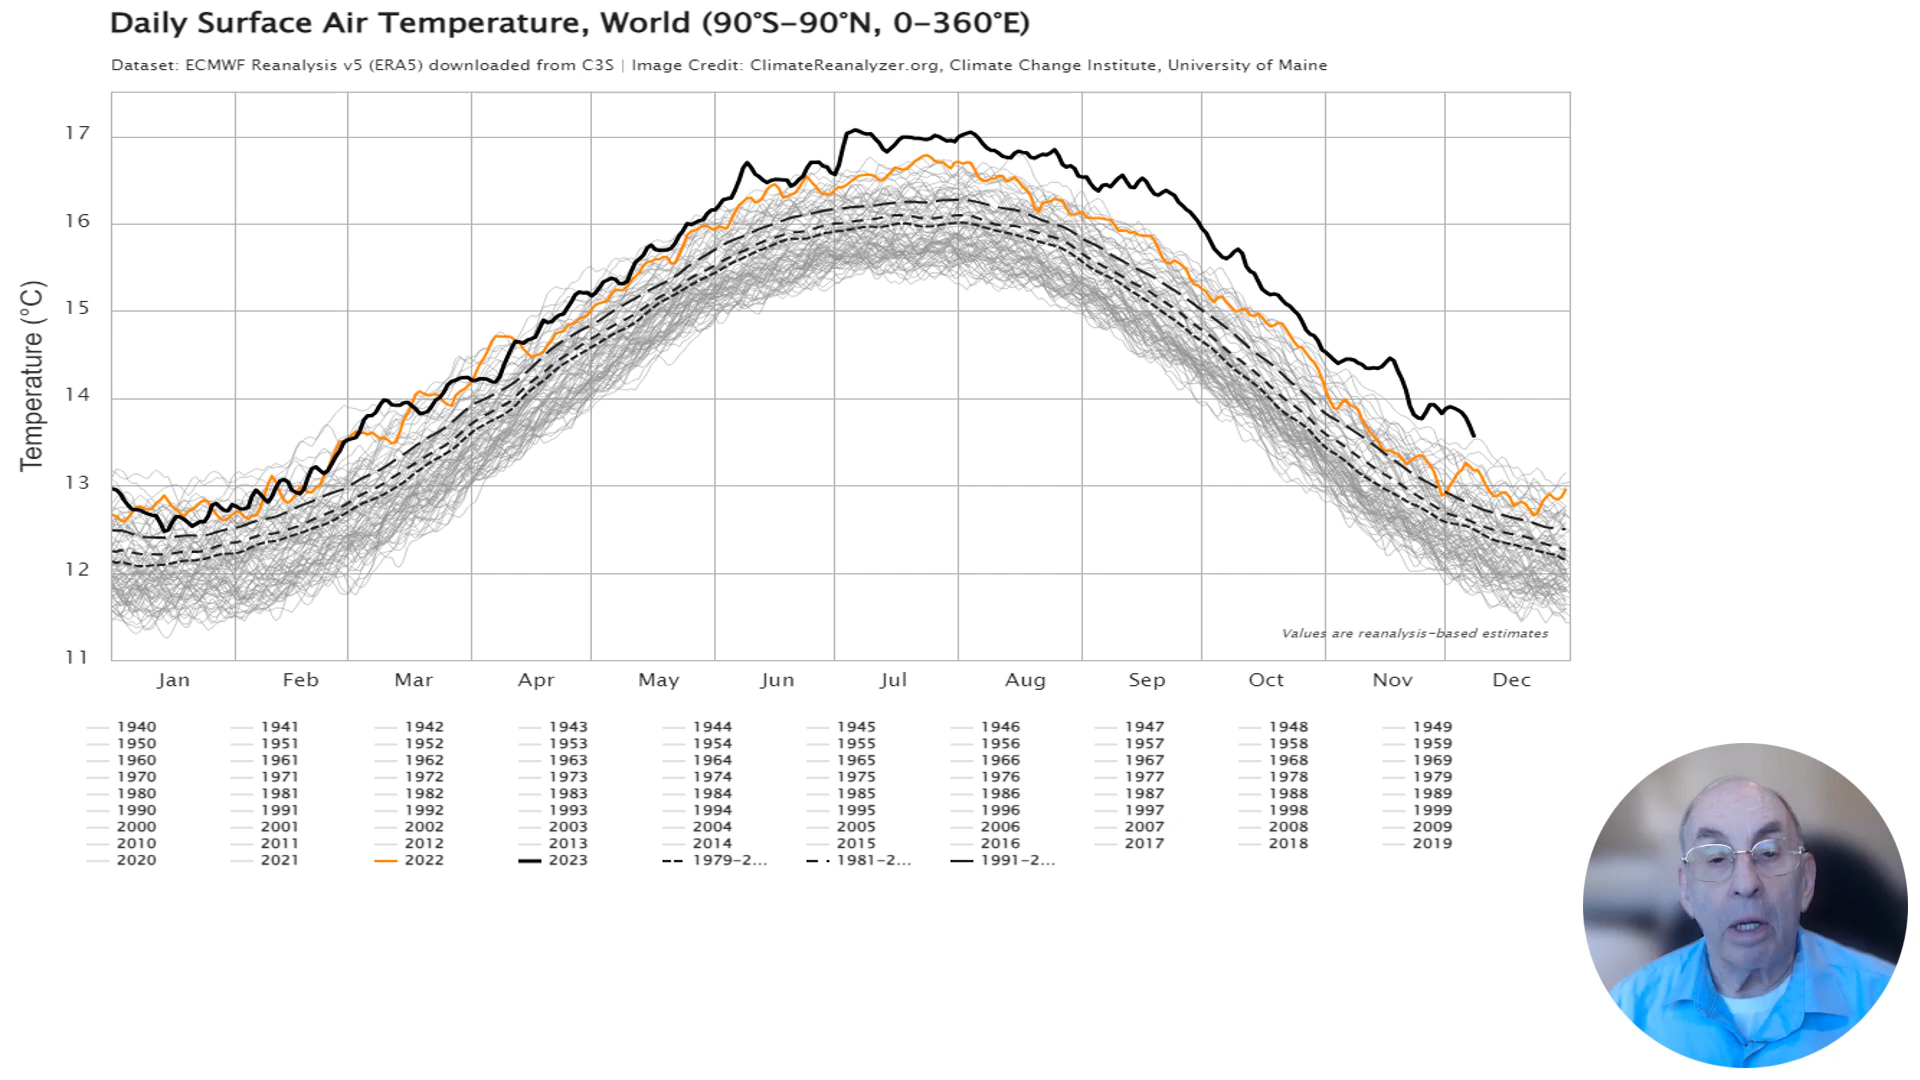 Daily Surface Air Temperature, World (90°S–90°N, 0–360°E)
Dataset: ECMWF Reanalysis v5 (ERA5) downloaded from C3S | Image Credit: ClimateReanalyzer.org, Climate Change Institute, University of Maine
Temperature (°C)
17
16
15
14
13
12
11
Values are reanalysis-based estimates
Jan Feb Mar Apr May Jun Jul Aug Sep Oct Nov Dec
1940 1941 1942 1943 1944 1945 1946 1947 1948 1949
1950 1951 1952 1953 1954 1955 1956 1957 1958 1959
1960 1961 1962 1963 1964 1965 1966 1967 1968 1969
1970 1971 1972 1973 1974 1975 1976 1977 1978 1979
1980 1981 1982 1983 1984 1985 1986 1987 1988 1989
1990 1991 1992 1993 1994 1995 1996 1997 1998 1999
2000 2001 2002 2003 2004 2005 2006 2007 2008 2009
2010 2011 2012 2013 2014 2015 2016 2017 2018 2019
2020 2021 2022 2023 1979-2... 1981-2... 1991-2...